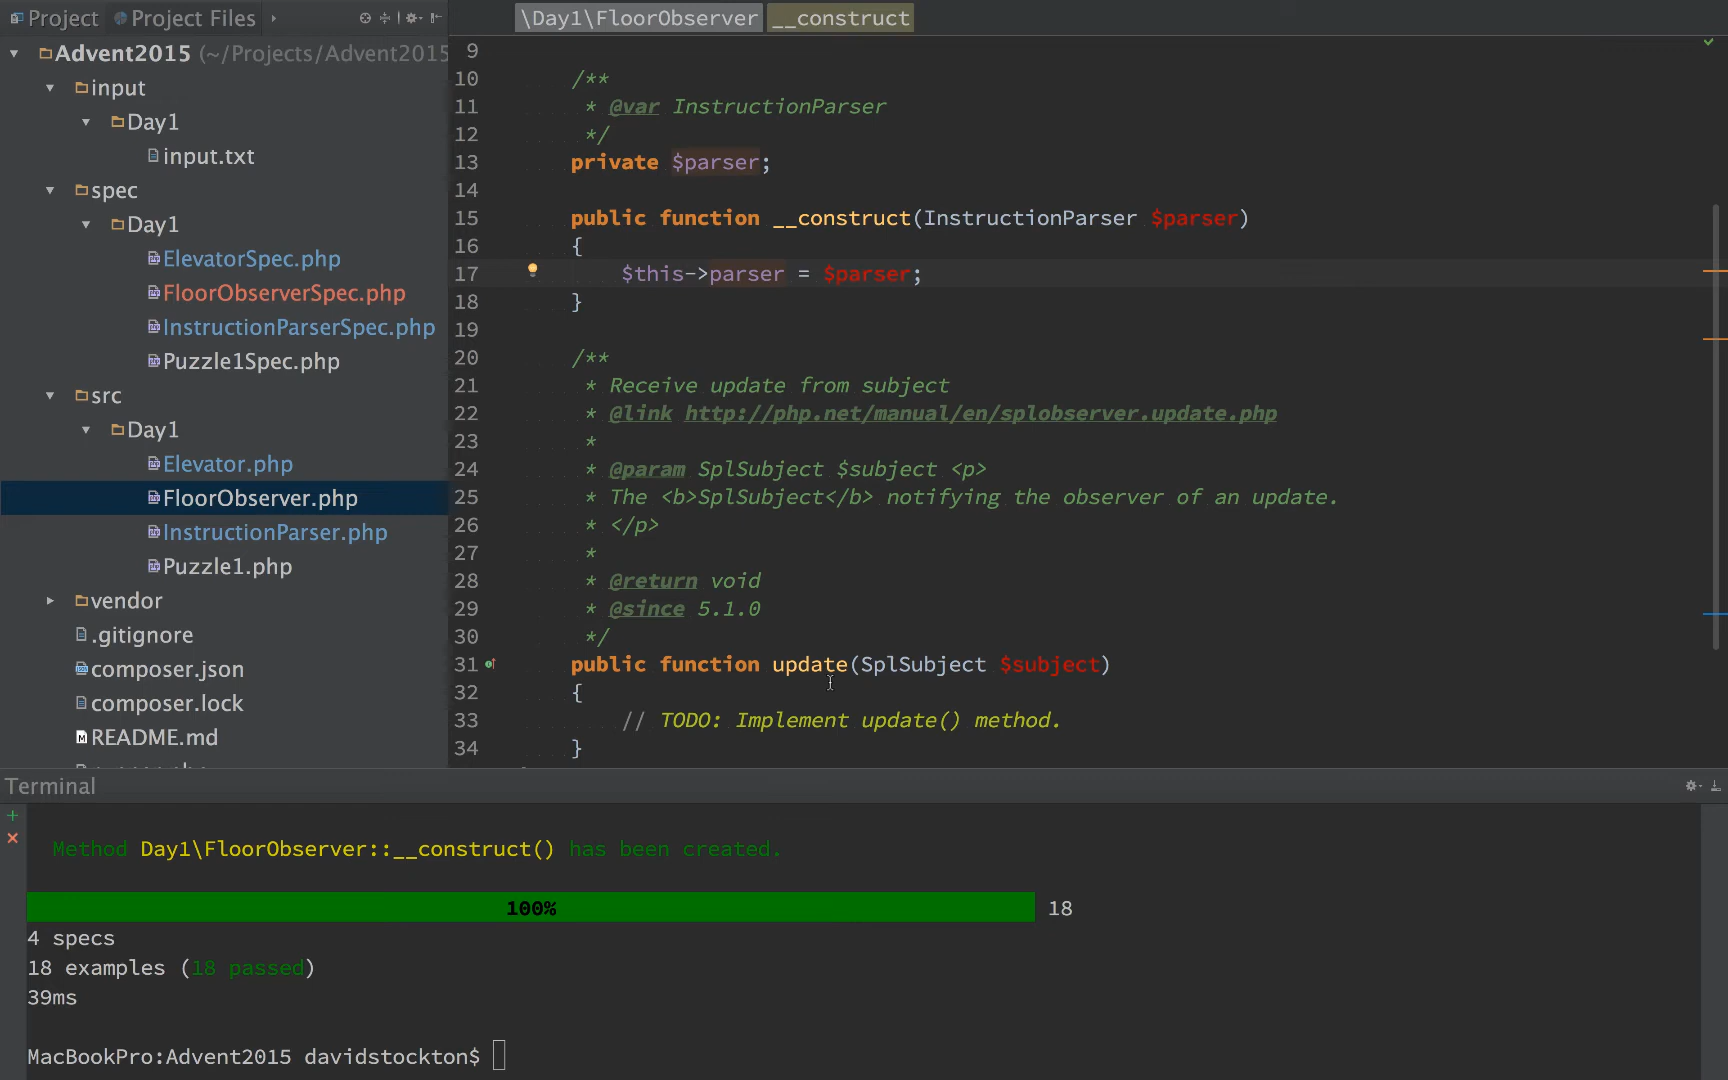 Project Project Files
Advent2015 (~/Projects/Advent2015
input
Day1
input.txt
spec
Day1
ElevatorSpec.php
FloorObserverSpec.php
InstructionParserSpec.php
Puzzle1Spec.php
src
Day1
Elevator.php
FloorObserver.php
InstructionParser.php
Puzzle1.php
vendor
.gitignore
composer.json
composer.lock
README.md
\Day1\FloorObserver __construct
9
10 /**
11 * @var InstructionParser
12 */
13 private $parser;
14
15 public function __construct(InstructionParser $parser)
16 {
17 $this->parser = $parser;
18 }
19
20 /**
21 * Receive update from subject
22 * @link http://php.net/manual/en/splobserver.update.php
23 *
24 * @param SplSubject $subject <p>
25 * The <b>SplSubject</b> notifying the observer of an update.
26 * </p>
27 *
28 * @return void
29 * @since 5.1.0
30 */
31 public function update(SplSubject $subject)
32 {
33 // TODO: Implement update() method.
34 }
Terminal
Method Day1\FloorObserver::__construct() has been created.
100% 18
4 specs
18 examples (18 passed)
39ms
MacBookPro:Advent2015 davidstockton$